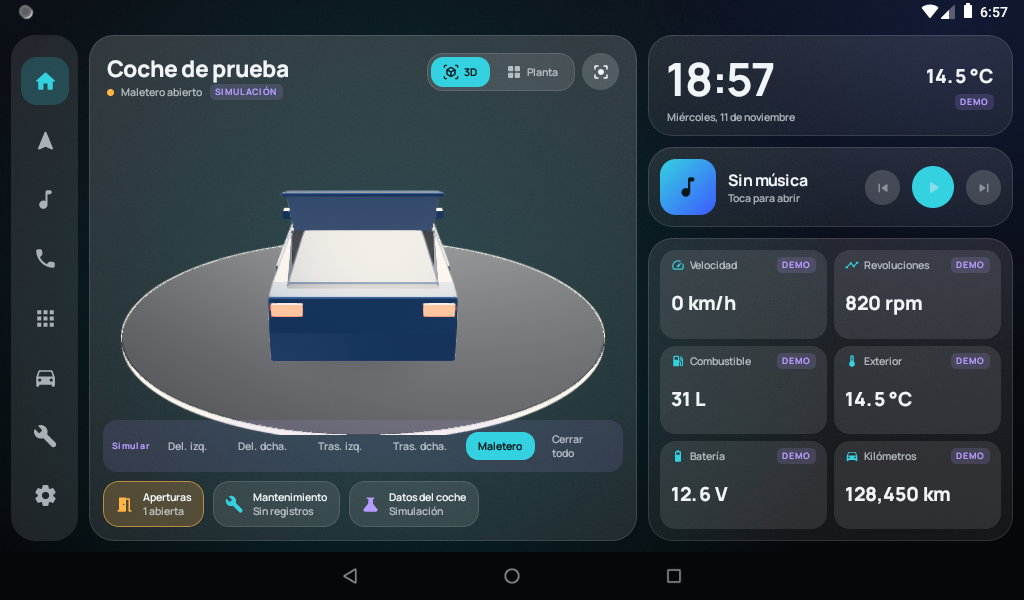 6:57
Coche de prueba
Maletero abierto SIMULACIÓN
3D Planta
18:57
14.5 °C
DEMO
Miércoles, 11 de noviembre
Sin música
Toca para abrir
Velocidad DEMO
0 km/h
Revoluciones DEMO
820 rpm
Combustible DEMO
31 L
Exterior DEMO
14.5 °C
Batería DEMO
12.6 V
Kilómetros DEMO
128,450 km
Simular Del. izq. Del. dcha. Tras. izq. Tras. dcha. Maletero Cerrar
todo
Aperturas
1 abierta
Mantenimiento
Sin registros
Datos del coche
Simulación